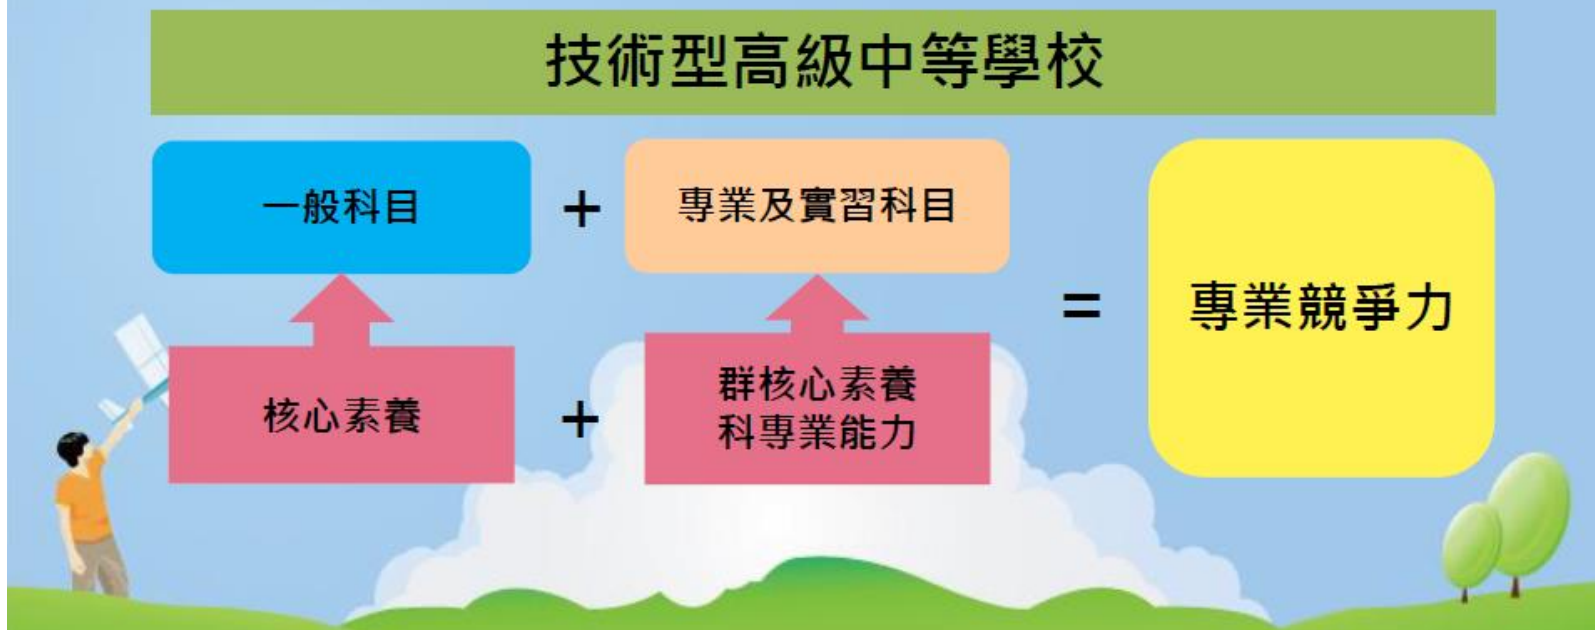 技術型高級中等學校
一般科目
+
專業及實習科目
=
專業競爭力
核心素養
+
群核心素養
科專業能力